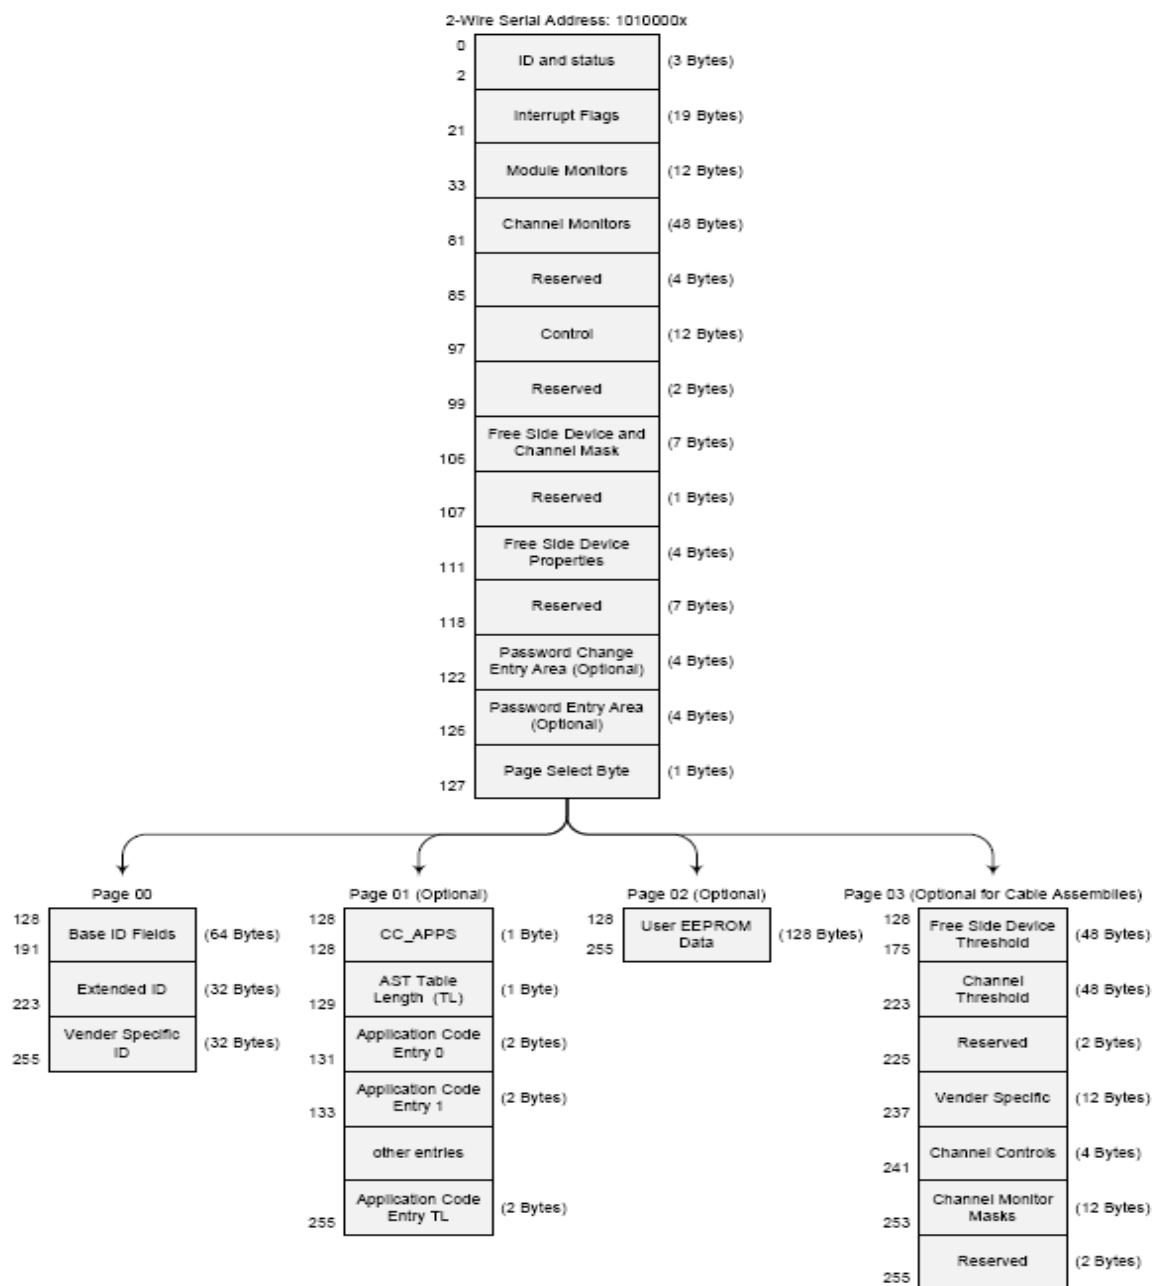 2-Wire Serial Address: 1010000x
0
ID and status (3 Bytes)
2
Interrupt Flags (19 Bytes)
21
Module Monitors (12 Bytes)
33
Channel Monitors (48 Bytes)
81
Reserved (4 Bytes)
85
Control (12 Bytes)
97
Reserved (2 Bytes)
99
Free Side Device and
Channel Mask (7 Bytes)
106
Reserved (1 Bytes)
107
Free Side Device
Properties (4 Bytes)
111
Reserved (7 Bytes)
118
Password Change
Entry Area (Optional) (4 Bytes)
122
Password Entry Area
(Optional) (4 Bytes)
126
Page Select Byte (1 Bytes)
127
Page 00
128
Base ID Fields (64 Bytes)
191
Extended ID (32 Bytes)
223
Vender Specific
ID (32 Bytes)
255
Page 01 (Optional)
128
CC_APPS (1 Byte)
128
AST Table
Length (TL) (1 Byte)
129
Application Code
Entry 0 (2 Bytes)
131
Application Code
Entry 1 (2 Bytes)
133
other entries
Application Code
Entry TL (2 Bytes)
255
Page 02 (Optional)
128
User EEPROM
Data (128 Bytes)
255
Page 03 (Optional for Cable Assemblies)
128
Free Side Device
Threshold (48 Bytes)
175
Channel
Threshold (48 Bytes)
223
Reserved (2 Bytes)
225
Vender Specific (12 Bytes)
237
Channel Controls (4 Bytes)
241
Channel Monitor
Masks (12 Bytes)
253
Reserved (2 Bytes)
255